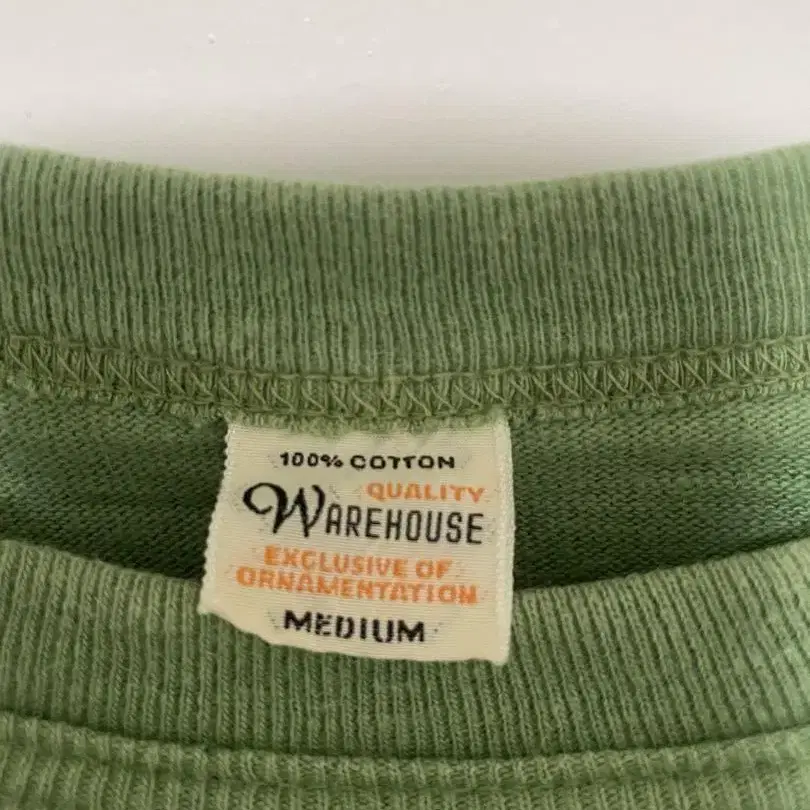 100% COTTON
QUALITY
WAREHOUSE
EXCLUSIVE OF
ORNAMENTATION
MEDIUM